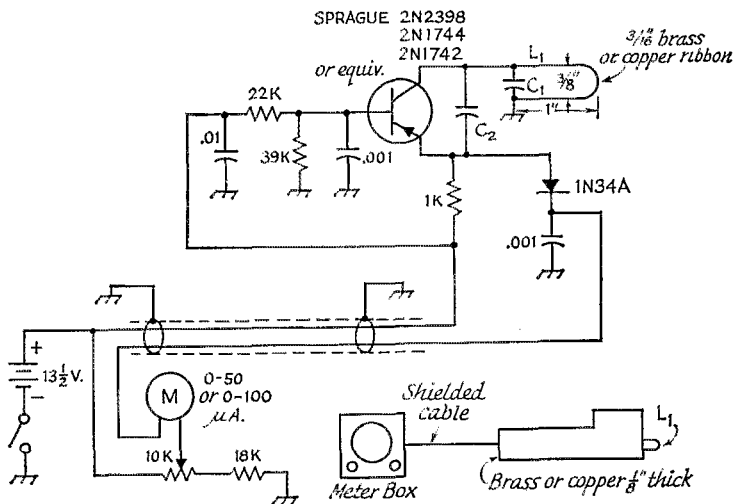 SPRAGUE 2N2398
2N1744
2N1742
or equiv.
3/16" brass
or copper ribbon
L1
C1
3/8"
1"
C2
22K
.01
39K
.001
1K
1N34A
.001
+
13 1/2 V.
-
M
0-50
or 0-100
μA.
10K
18K
Shielded
cable
L1
Meter Box
Brass or copper 1/8" thick